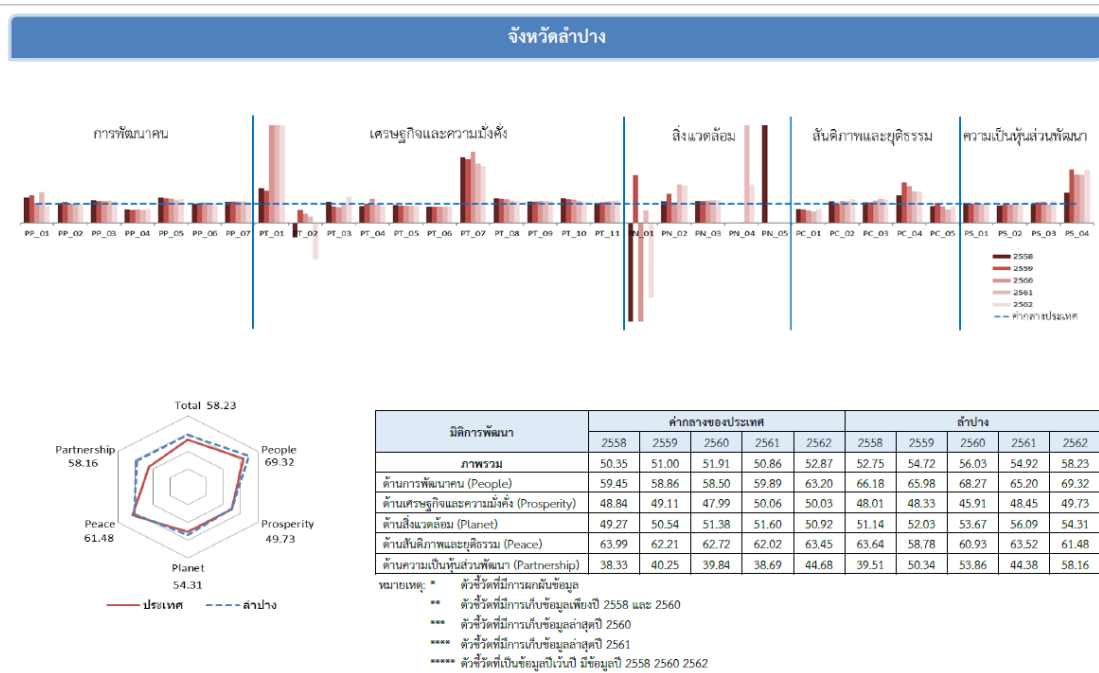 จังหวัดลำปาง
การพัฒนาคน
เศรษฐกิจและความมั่งคั่ง
สิ่งแวดล้อม
สันติภาพและยุติธรรม
ความเป็นหุ้นส่วนพัฒนา
PP_01 PP_02 PP_03 PP_04 PP_05 PP_06 PP_07 PT_01 PT_02 PT_03 PT_04 PT_05 PT_06 PT_07 PT_08 PT_09 PT_10 PT_11 PN_01 PN_02 PN_03 PN_04 PN_05 PC_01 PC_02 PC_03 PC_04 PC_05 PS_01 PS_02 PS_03 PS_04
2558
2559
2560
2561
2562
ค่ากลางประเทศ
Total 58.23
People
69.32
Prosperity
49.73
Planet
54.31
Peace
61.48
Partnership
58.16
ประเทศ ลำปาง
มิติการพัฒนา ค่ากลางของประเทศ ลำปาง
2558 2559 2560 2561 2562 2558 2559 2560 2561 2562
ภาพรวม 50.35 51.00 51.91 50.86 52.87 52.75 54.72 56.03 54.92 58.23
ด้านการพัฒนาคน (People) 59.45 58.86 58.50 59.89 63.20 66.18 65.98 68.27 65.20 69.32
ด้านเศรษฐกิจและความมั่งคั่ง (Prosperity) 48.84 49.11 47.99 50.06 50.03 48.01 48.33 45.91 48.45 49.73
ด้านสิ่งแวดล้อม (Planet) 49.27 50.54 51.38 51.60 50.92 51.14 52.03 53.67 56.09 54.31
ด้านสันติภาพและยุติธรรม (Peace) 63.99 62.21 62.72 62.02 63.45 63.64 58.78 60.93 63.52 61.48
ด้านความเป็นหุ้นส่วนพัฒนา (Partnership) 38.33 40.25 39.84 38.69 44.68 39.51 50.34 53.86 44.38 58.16
หมายเหตุ: * ตัวชี้วัดที่มีการผกผันข้อมูล
** ตัวชี้วัดที่มีการเก็บข้อมูลเพียงปี 2558 และ 2560
*** ตัวชี้วัดที่มีการเก็บข้อมูลล่าสุดปี 2560
**** ตัวชี้วัดที่มีการเก็บข้อมูลล่าสุดปี 2561
***** ตัวชี้วัดที่เป็นข้อมูลปีเว้นปี มีข้อมูลปี 2558 2560 2562